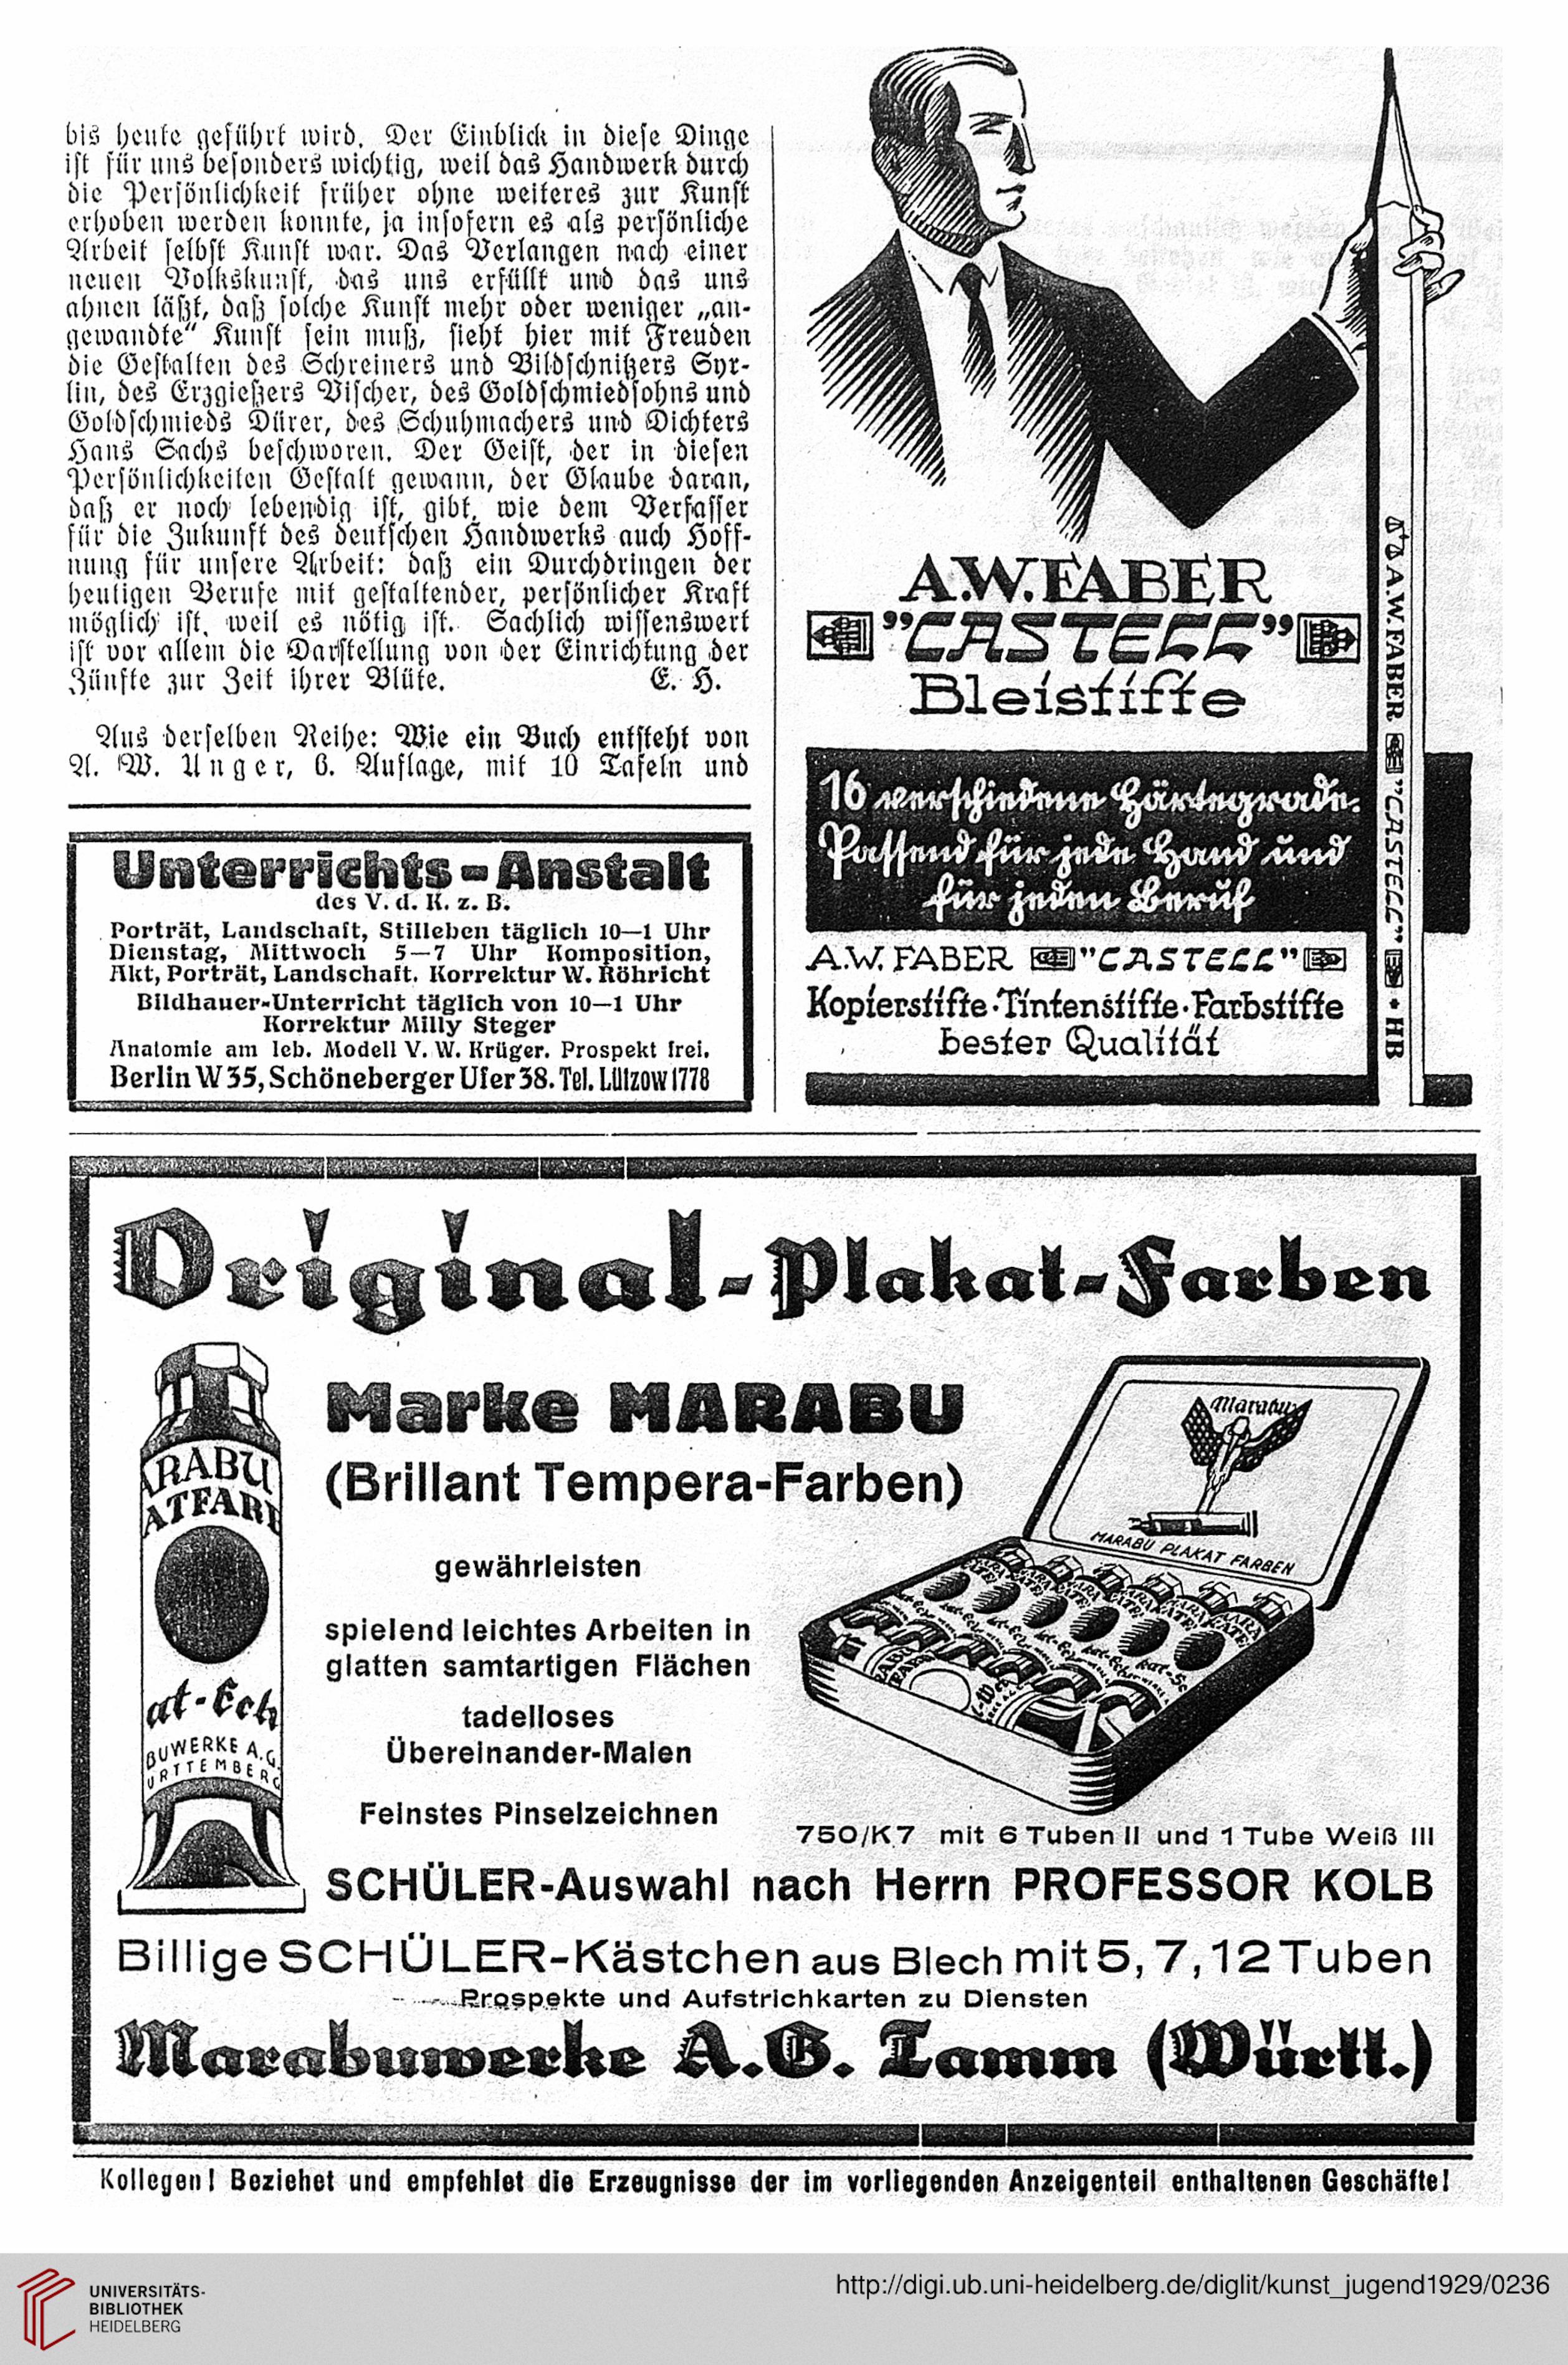 bis heute geführt wird. Der Einblick in diese Dinge
ist für uns besonders wichtig, weil das Handwerk durch
die Persönlichkeit früher ohne weiteres zur Kunst
erhoben werden konnte, ja insofern es als persönliche
Arbeit selbst Kunst war. Das Verlangen nach einer
neuen Volkskunst, das uns erfüllt und das uns
ahnen läßt, daß solche Kunst mehr oder weniger „an-
gewandte“ Kunst sein muß, sieht hier mit Freuden
die Gestalten des Schreiners und Bildschnitzers Syr-
lin, des Erzgießers Vischer, des Goldschmiedsohns und
Goldschmieds Dürer, des Schuhmachers und Dichters
Hans Sachs beschworen. Der Geist, der in diesen
Persönlichkeiten Gestalt gewann, der Glaube daran,
daß er noch lebendig ist, gibt, wie dem Verfasser
für die Zukunft des deutschen Handwerks auch Hoff-
nung für unsere Arbeit: daß ein Durchdringen der
heutigen Berufe mit gestaltender, persönlicher Kraft
möglich ist, weil es nötig ist. Sachlich wissenswert
ist vor allem die Darstellung von der Einrichtung der
Zünfte zur Zeit ihrer Blüte. E. H.
Aus derselben Reihe: Wie ein Buch entsteht von
A. W. Unger, 6. Auflage, mit 10 Tafeln und
Unterrichts-Anstalt
des V. d. K. z. B.
Porträt, Landschaft, Stilleben täglich 10—1 Uhr
Dienstag, Mittwoch 5—7 Uhr Komposition,
Akt, Porträt, Landschaft. Korrektur W. Röhricht
Bildhauer-Unterricht täglich von 10—1 Uhr
Korrektur Milly Steger
Anatomie am leb. Modell V. W. Krüger. Prospekt frei.
Berlin W 35, Schöneberger Ufer 38. Tel. Lützow 1778
A.W. FABER
"CASTELL"
Bleistifte
16 verschiedene Härtegrade.
Passend für jede Hand und
für jeden Beruf
A.W. FABER "CASTELL"
Kopierstifte·Tintenstifte·Farbstifte
bester Qualität
A.W. FABER "CASTELL" * HB
Original-Plakat-Farben
Marke MARABU
(Brillant Tempera-Farben)
gewährleisten
spielend leichtes Arbeiten in
glatten samtartigen Flächen
tadelloses
Übereinander-Malen
Feinstes Pinselzeichnen
ARABU
ATFARB
at-Ech
BUWERKE A.G.
URTTEMBERG
Marabu
MARABU PLAKAT FARBEN
750/K7 mit 6 Tuben II und 1 Tube Weiß III
SCHÜLER-Auswahl nach Herrn PROFESSOR KOLB
Billige SCHÜLER-Kästchen aus Blech mit 5, 7, 12 Tuben
Prospekte und Aufstrichkarten zu Diensten
Marabuwerke A.G. Tamm (Württ.)
Kollegen! Beziehet und empfehlet die Erzeugnisse der im vorliegenden Anzeigenteil enthaltenen Geschäfte!
UNIVERSITÄTS-
BIBLIOTHEK
HEIDELBERG
http://digi.ub.uni-heidelberg.de/diglit/kunst_jugend1929/0236